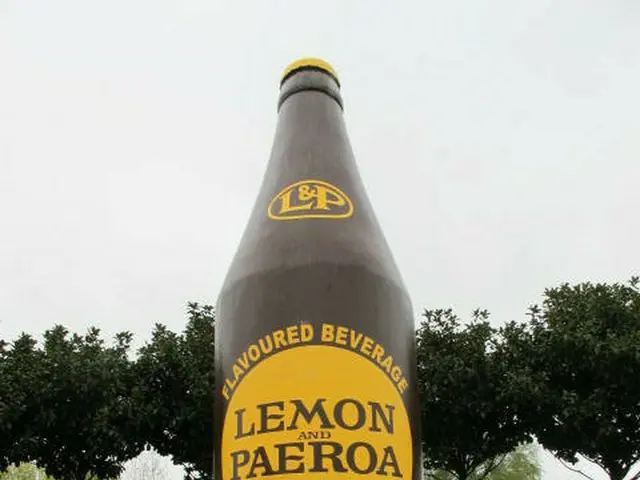 L&P
FLAVOURED BEVERAGE
LEMON
AND
PAEROA